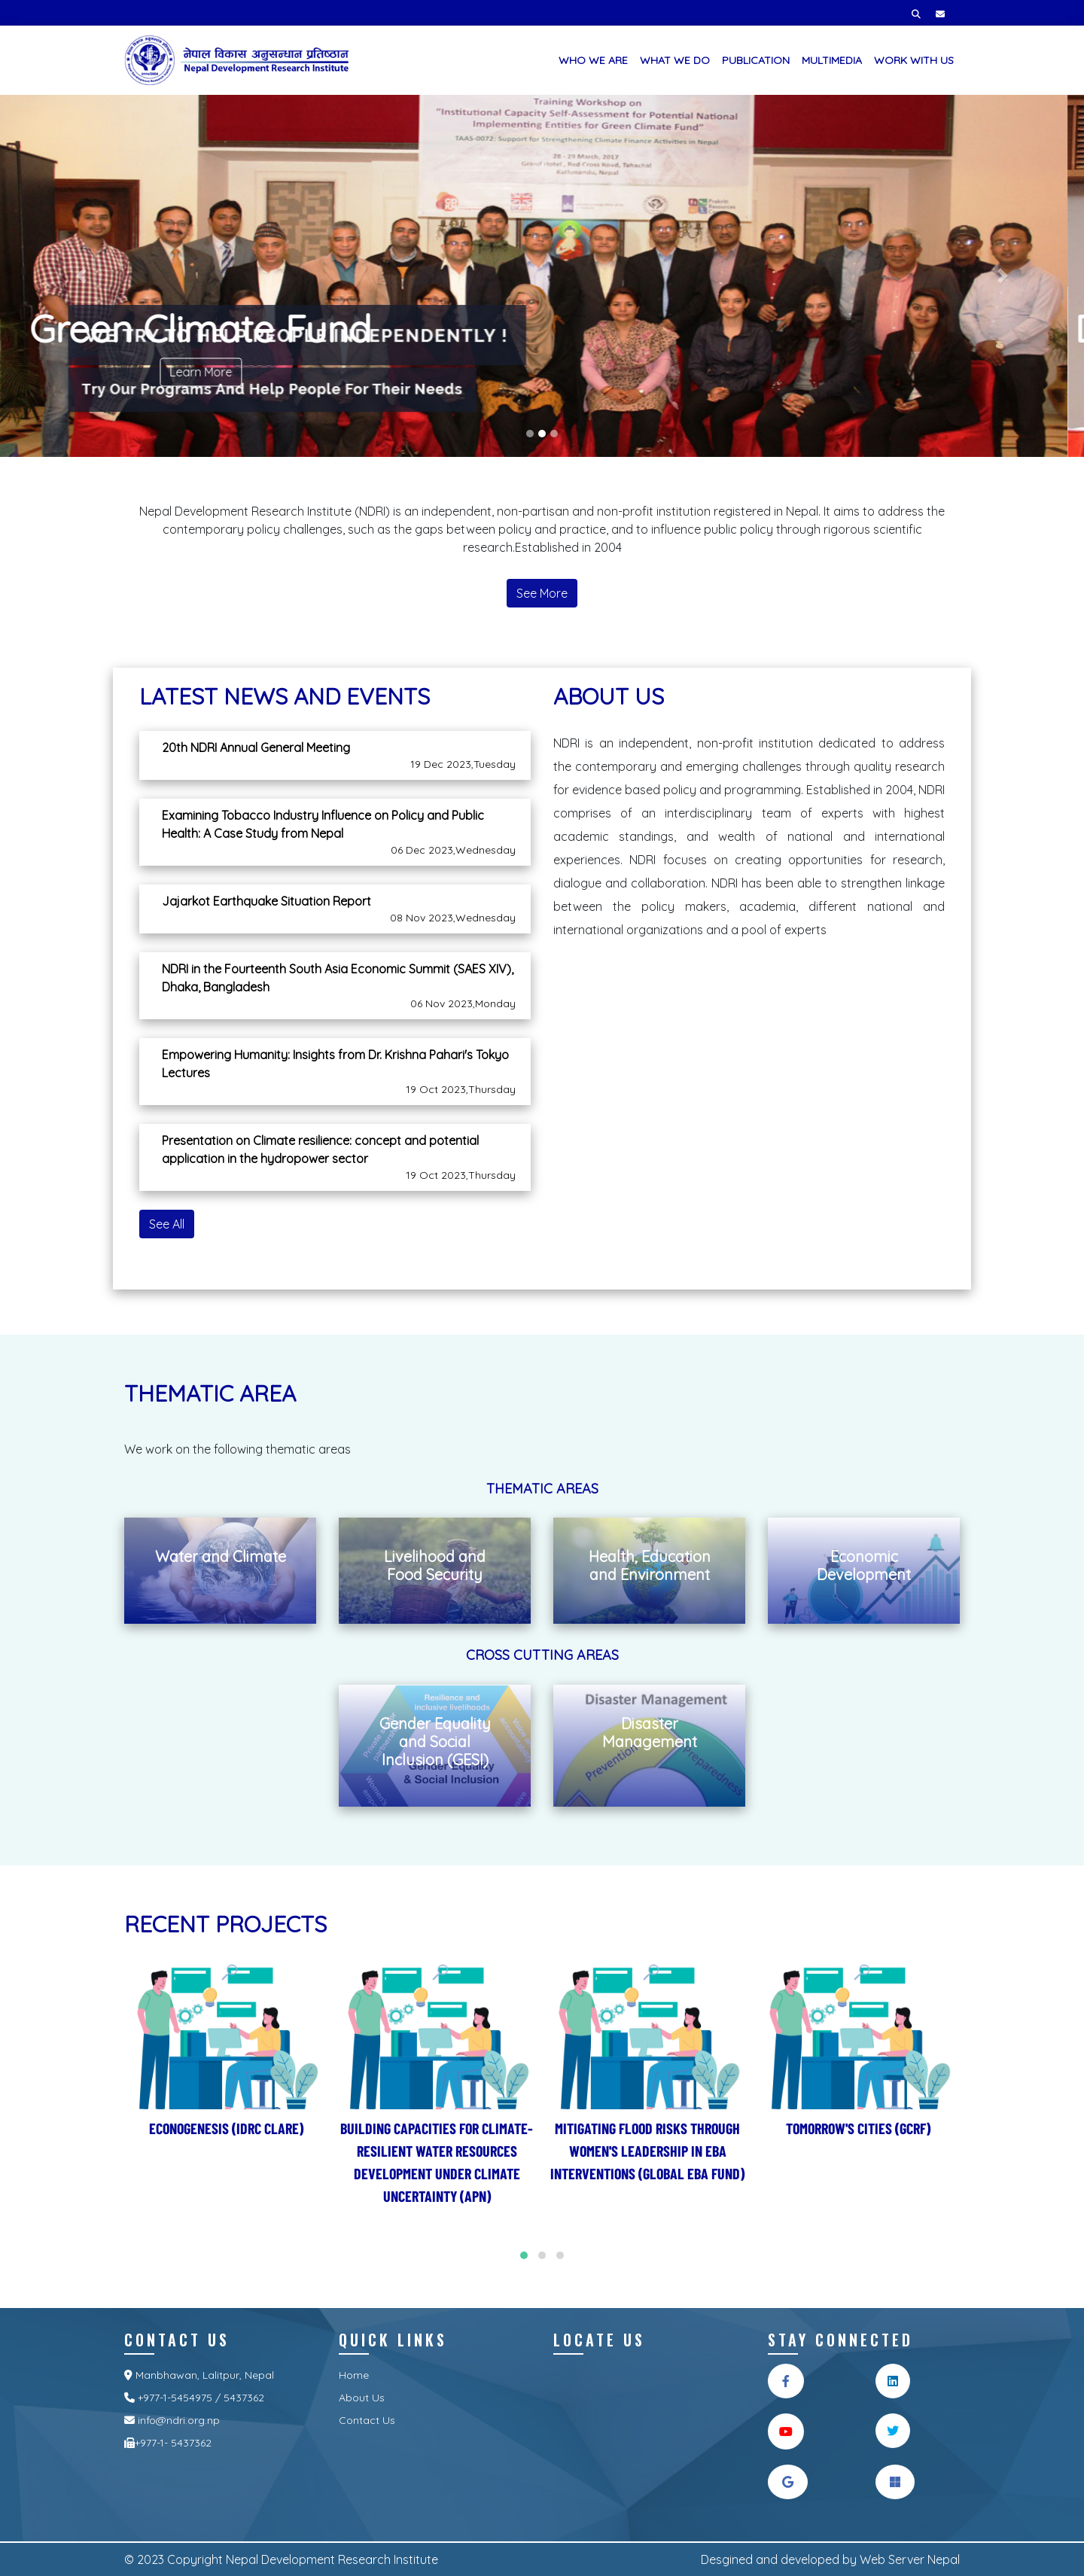 नेपाल विकास अनुसन्धान प्रतिष्ठान
Nepal Development Research Institute
WHO WE ARE
WHAT WE DO
PUBLICATION
MULTIMEDIA
WORK WITH US
Training Workshop on
"Institutional Capacity Self-Assessment for Potential National
Implementing Entities for Green Climate Fund"
TAAS-0072: Support for Strengthening Climate Finance Activities in Nepal
28 - 29 March, 2017
Grand Hotel, Red Cross Road, Tahachal
Kathmandu, Nepal
Green Climate Fund
WE TRY TO HELP PEOPLE INDEPENDENTLY !
Learn More
Try Our Programs And Help People For Their Needs
Nepal Development Research Institute (NDRI) is an independent, non-partisan and non-profit institution registered in Nepal. It aims to address the
contemporary policy challenges, such as the gaps between policy and practice, and to influence public policy through rigorous scientific
research.Established in 2004
See More
LATEST NEWS AND EVENTS
20th NDRI Annual General Meeting
19 Dec 2023,Tuesday
Examining Tobacco Industry Influence on Policy and Public
Health: A Case Study from Nepal
06 Dec 2023,Wednesday
Jajarkot Earthquake Situation Report
08 Nov 2023,Wednesday
NDRI in the Fourteenth South Asia Economic Summit (SAES XIV),
Dhaka, Bangladesh
06 Nov 2023,Monday
Empowering Humanity: Insights from Dr. Krishna Pahari's Tokyo
Lectures
19 Oct 2023,Thursday
Presentation on Climate resilience: concept and potential
application in the hydropower sector
19 Oct 2023,Thursday
See All
ABOUT US
NDRI is an independent, non-profit institution dedicated to address
the contemporary and emerging challenges through quality research
for evidence based policy and programming. Established in 2004, NDRI
comprises of an interdisciplinary team of experts with highest
academic standings, and wealth of national and international
experiences. NDRI focuses on creating opportunities for research,
dialogue and collaboration. NDRI has been able to strengthen linkage
between the policy makers, academia, different national and
international organizations and a pool of experts
THEMATIC AREA
We work on the following thematic areas
THEMATIC AREAS
Water and Climate
Livelihood and
Food Security
Health, Education
and Environment
Economic
Development
CROSS CUTTING AREAS
Resilience and
inclusive livelihoods
Gender Equality
and Social
Inclusion (GESI)
Gender Equality
& Social Inclusion
Disaster Management
Disaster
Management
Prevention
Preparedness
RECENT PROJECTS
ECONOGENESIS (IDRC CLARE)
BUILDING CAPACITIES FOR CLIMATE-
RESILIENT WATER RESOURCES
DEVELOPMENT UNDER CLIMATE
UNCERTAINTY (APN)
MITIGATING FLOOD RISKS THROUGH
WOMEN'S LEADERSHIP IN EBA
INTERVENTIONS (GLOBAL EBA FUND)
TOMORROW'S CITIES (GCRF)
CONTACT US
Manbhawan, Lalitpur, Nepal
+977-1-5454975 / 5437362
info@ndri.org.np
+977-1- 5437362
QUICK LINKS
Home
About Us
Contact Us
LOCATE US
STAY CONNECTED
© 2023 Copyright Nepal Development Research Institute
Desgined and developed by Web Server Nepal